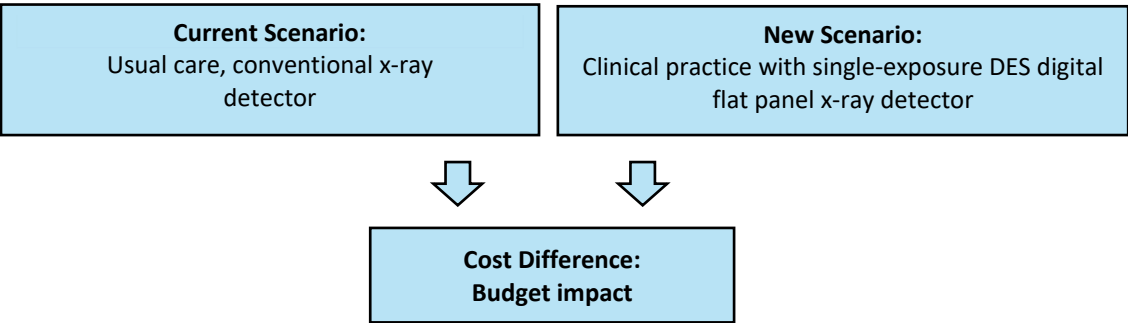 Current Scenario:
Usual care, conventional x-ray
detector
New Scenario:
Clinical practice with single-exposure DES digital
flat panel x-ray detector
Cost Difference:
Budget impact